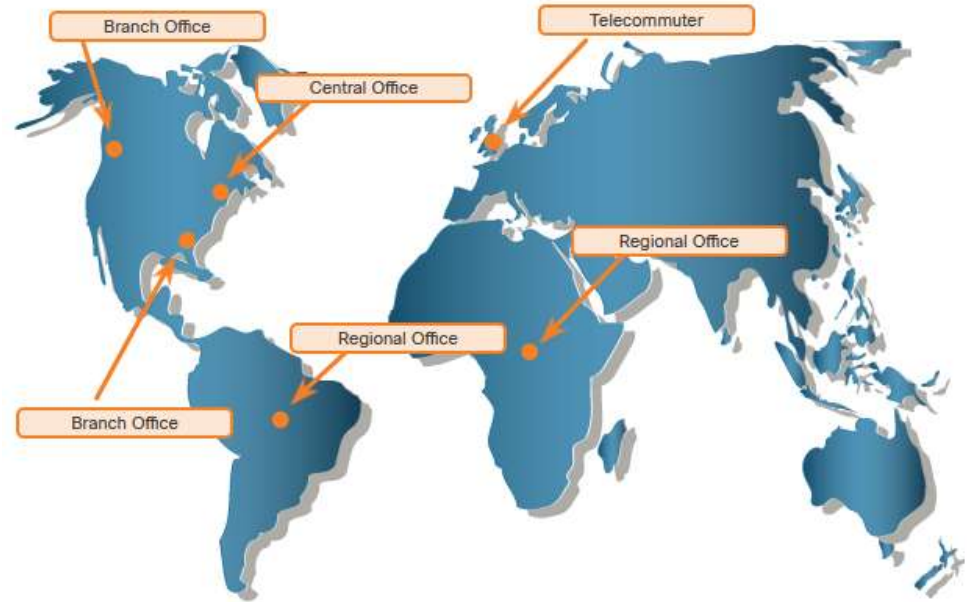 Branch Office
Telecommuter
Central Office
Regional Office
Regional Office
Branch Office